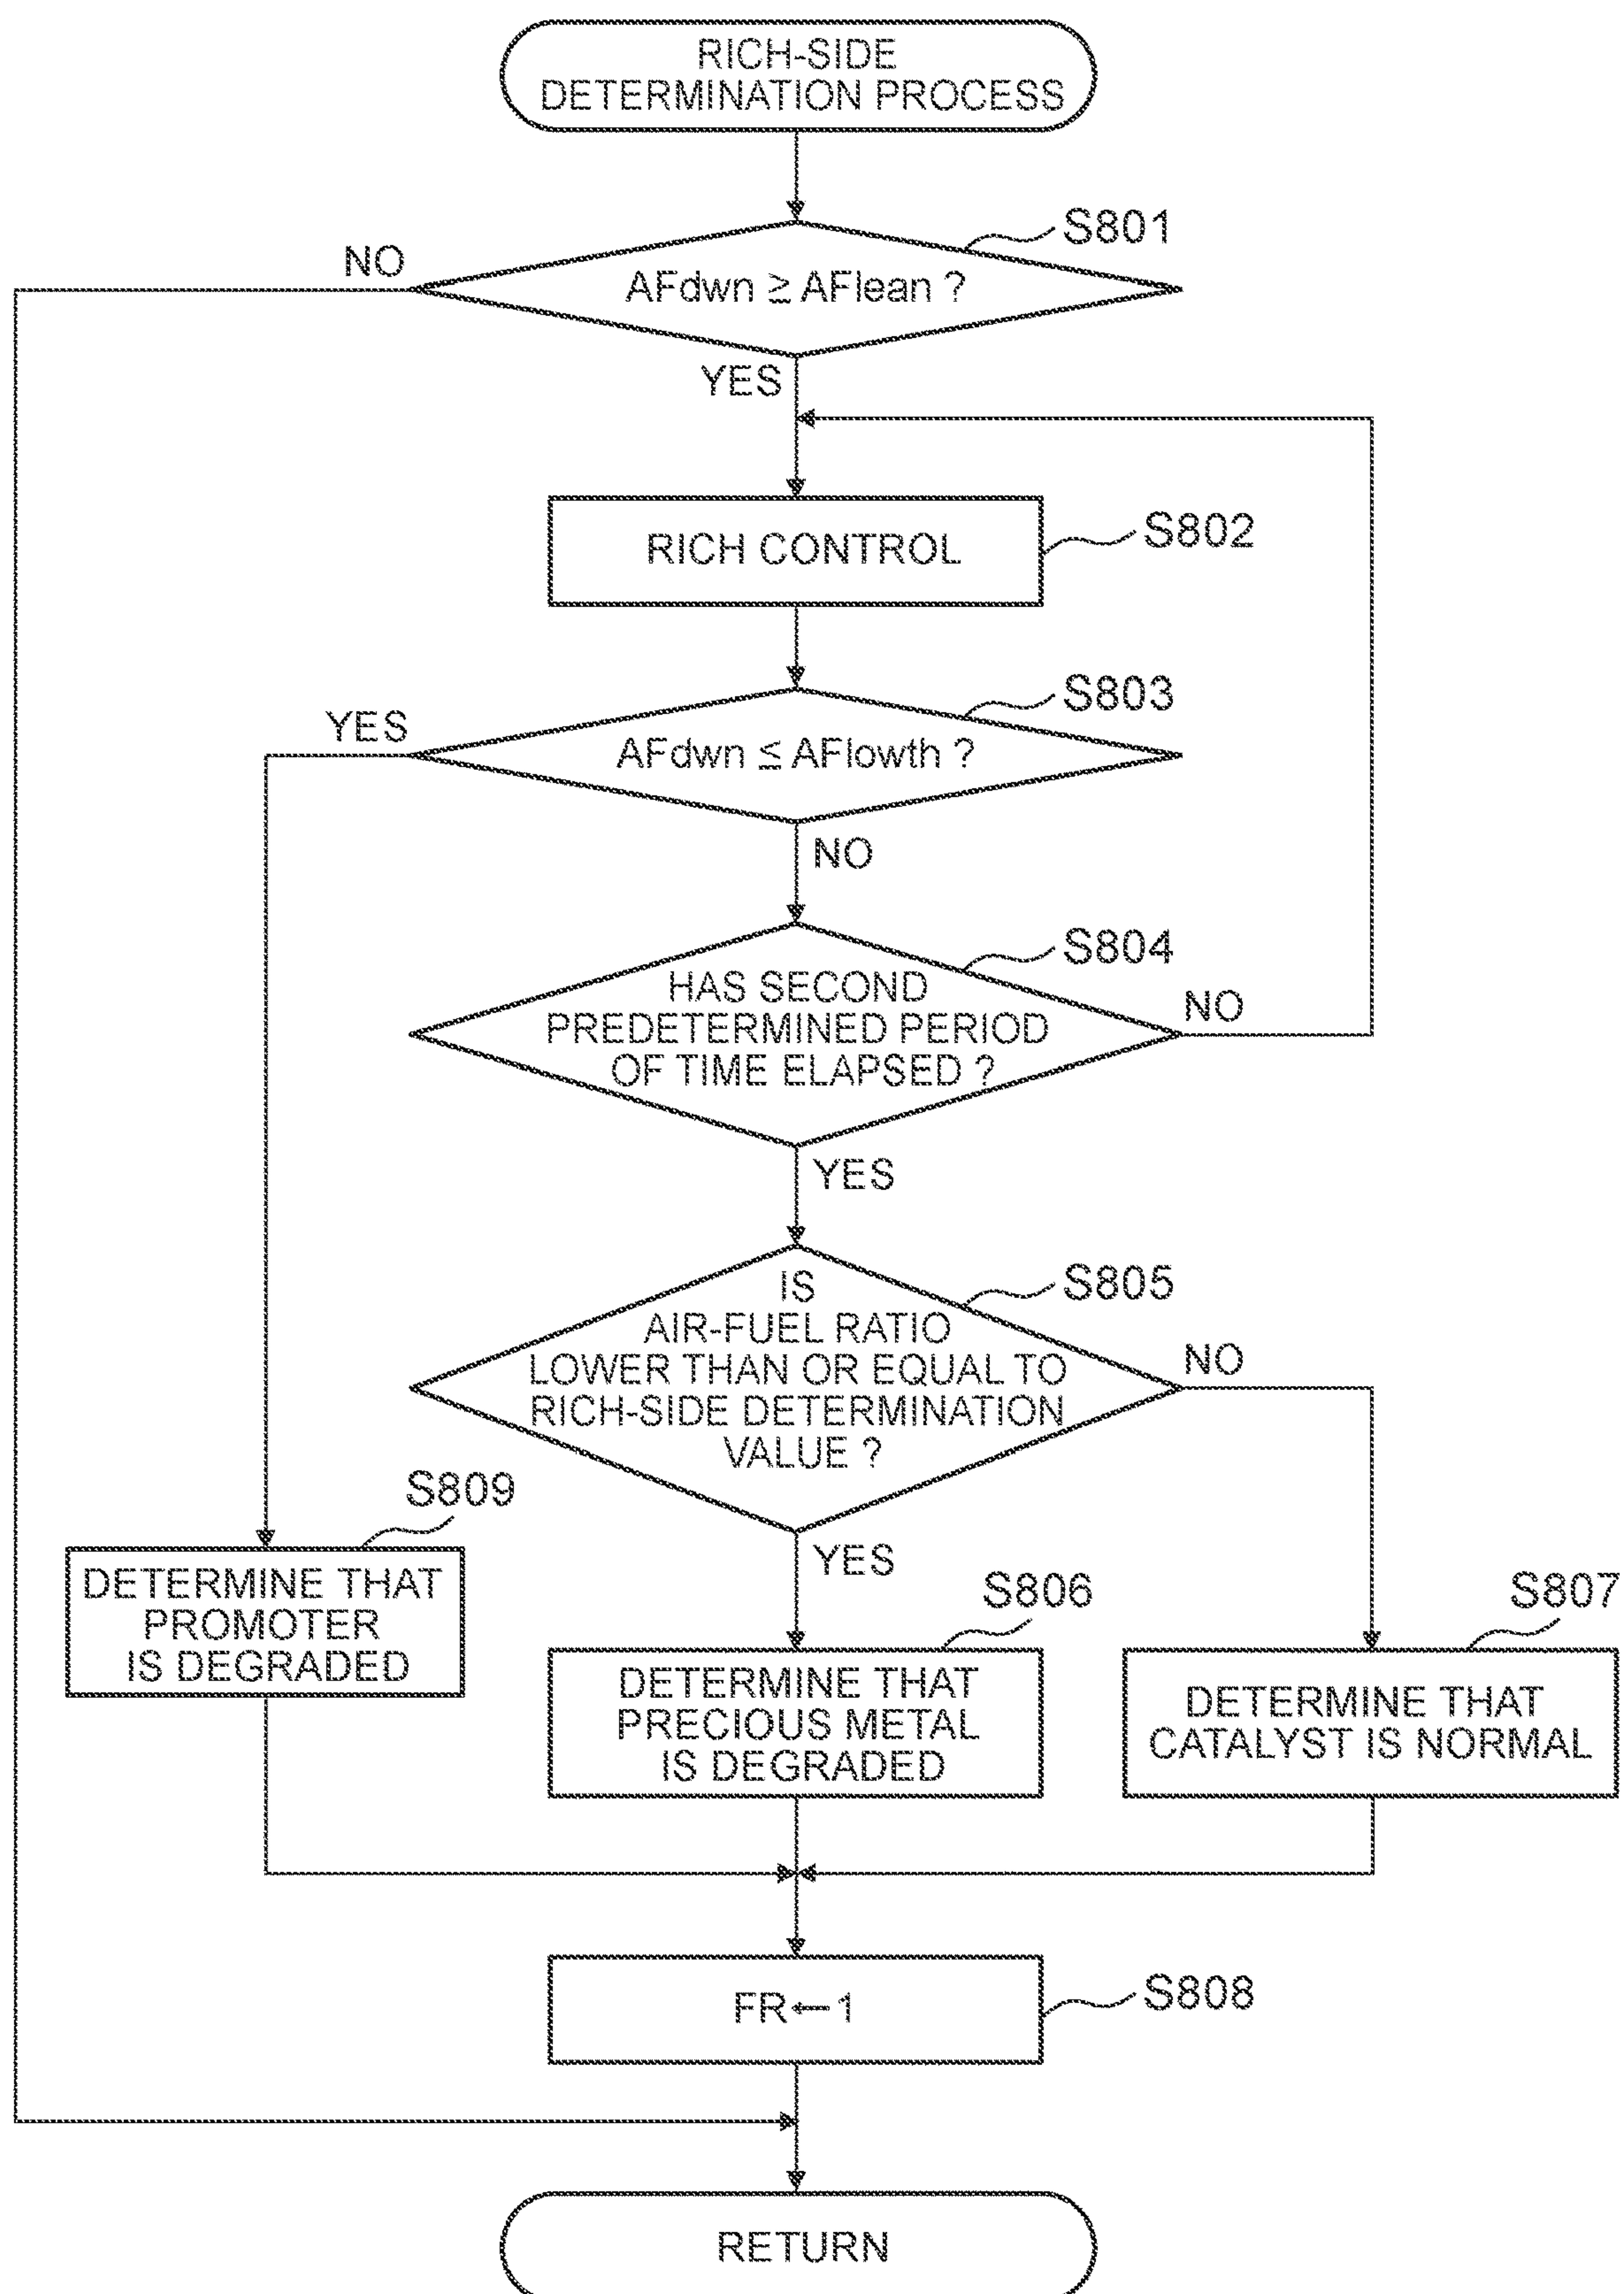 RICH-SIDE
DETERMINATION PROCESS
S801
NO
AFdwn ≧ AFlean ?
YES
RICH CONTROL
S802
S803
YES
AFdwn ≦ AFlowth ?
NO
S804
HAS SECOND
PREDETERMINED PERIOD
OF TIME ELAPSED ?
NO
YES
S805
IS
AIR-FUEL RATIO
LOWER THAN OR EQUAL TO
RICH-SIDE DETERMINATION
VALUE ?
NO
YES
S809
DETERMINE THAT
PROMOTER
IS DEGRADED
S806
DETERMINE THAT
PRECIOUS METAL
IS DEGRADED
S807
DETERMINE THAT
CATALYST IS NORMAL
FR←1
S808
RETURN